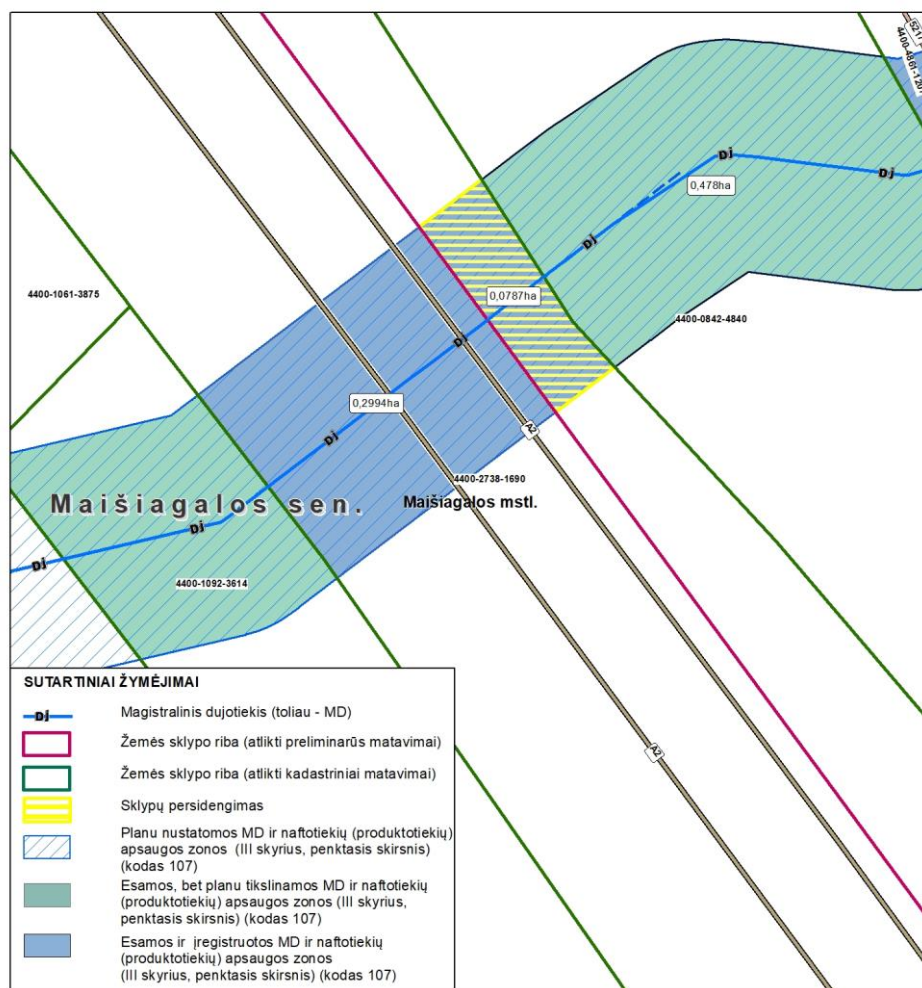 5217
4400-4861-1207
Dj
Dj
0,478ha
Dj
4400-1061-3875
0,0787ha
4400-0842-4840
Dj
0,2994ha
Dj
A2
4400-2738-1690
Maišiagalos sen.
Maišiagalos mstl.
Dj
Dj
4400-1092-3614
A2
SUTARTINIAI ŽYMĖJIMAI
Dj
Magistralinis dujotiekis (toliau - MD)
Žemės sklypo riba (atlikti preliminarūs matavimai)
Žemės sklypo riba (atlikti kadastriniai matavimai)
Sklypų persidengimas
Planu nustatomos MD ir naftotiekių (produktotiekių)
apsaugos zonos (III skyrius, penktasis skirsnis)
(kodas 107)
Esamos, bet planu tikslinamos MD ir naftotiekių
(produktotiekių) apsaugos zonos (III skyrius,
penktasis skirsnis) (kodas 107)
Esamos ir įregistruotos MD ir naftotiekių
(produktotiekių) apsaugos zonos
(III skyrius, penktasis skirsnis) (kodas 107)